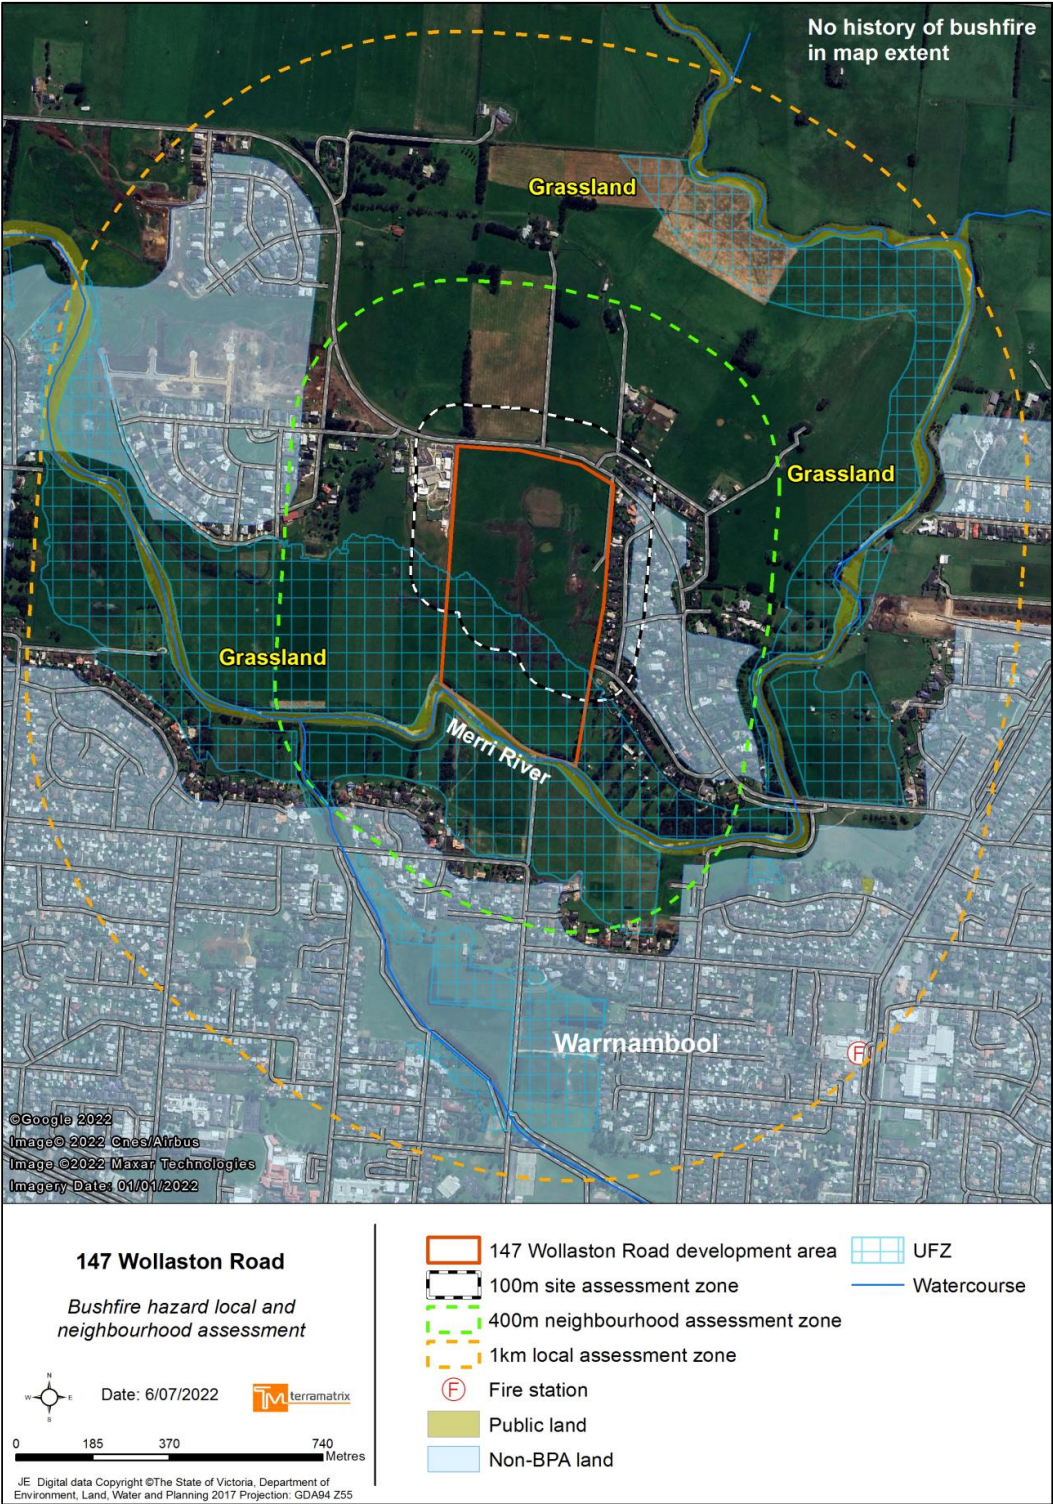 No history of bushfire
in map extent
Grassland
Grassland
Grassland
Merri River
Warrnambool
F
©Google 2022
Image© 2022 Cnes/Airbus
Image ©2022 Maxar Technologies
Imagery Date: 01/01/2022
147 Wollaston Road
Bushfire hazard local and
neighbourhood assessment
N
W E
S
Date: 6/07/2022
TM terramatrix
0 185 370 740
Metres
JE Digital data Copyright ©The State of Victoria, Department of
Environment, Land, Water and Planning 2017 Projection: GDA94 Z55
147 Wollaston Road development area
100m site assessment zone
400m neighbourhood assessment zone
1km local assessment zone
F Fire station
Public land
Non-BPA land
UFZ
Watercourse